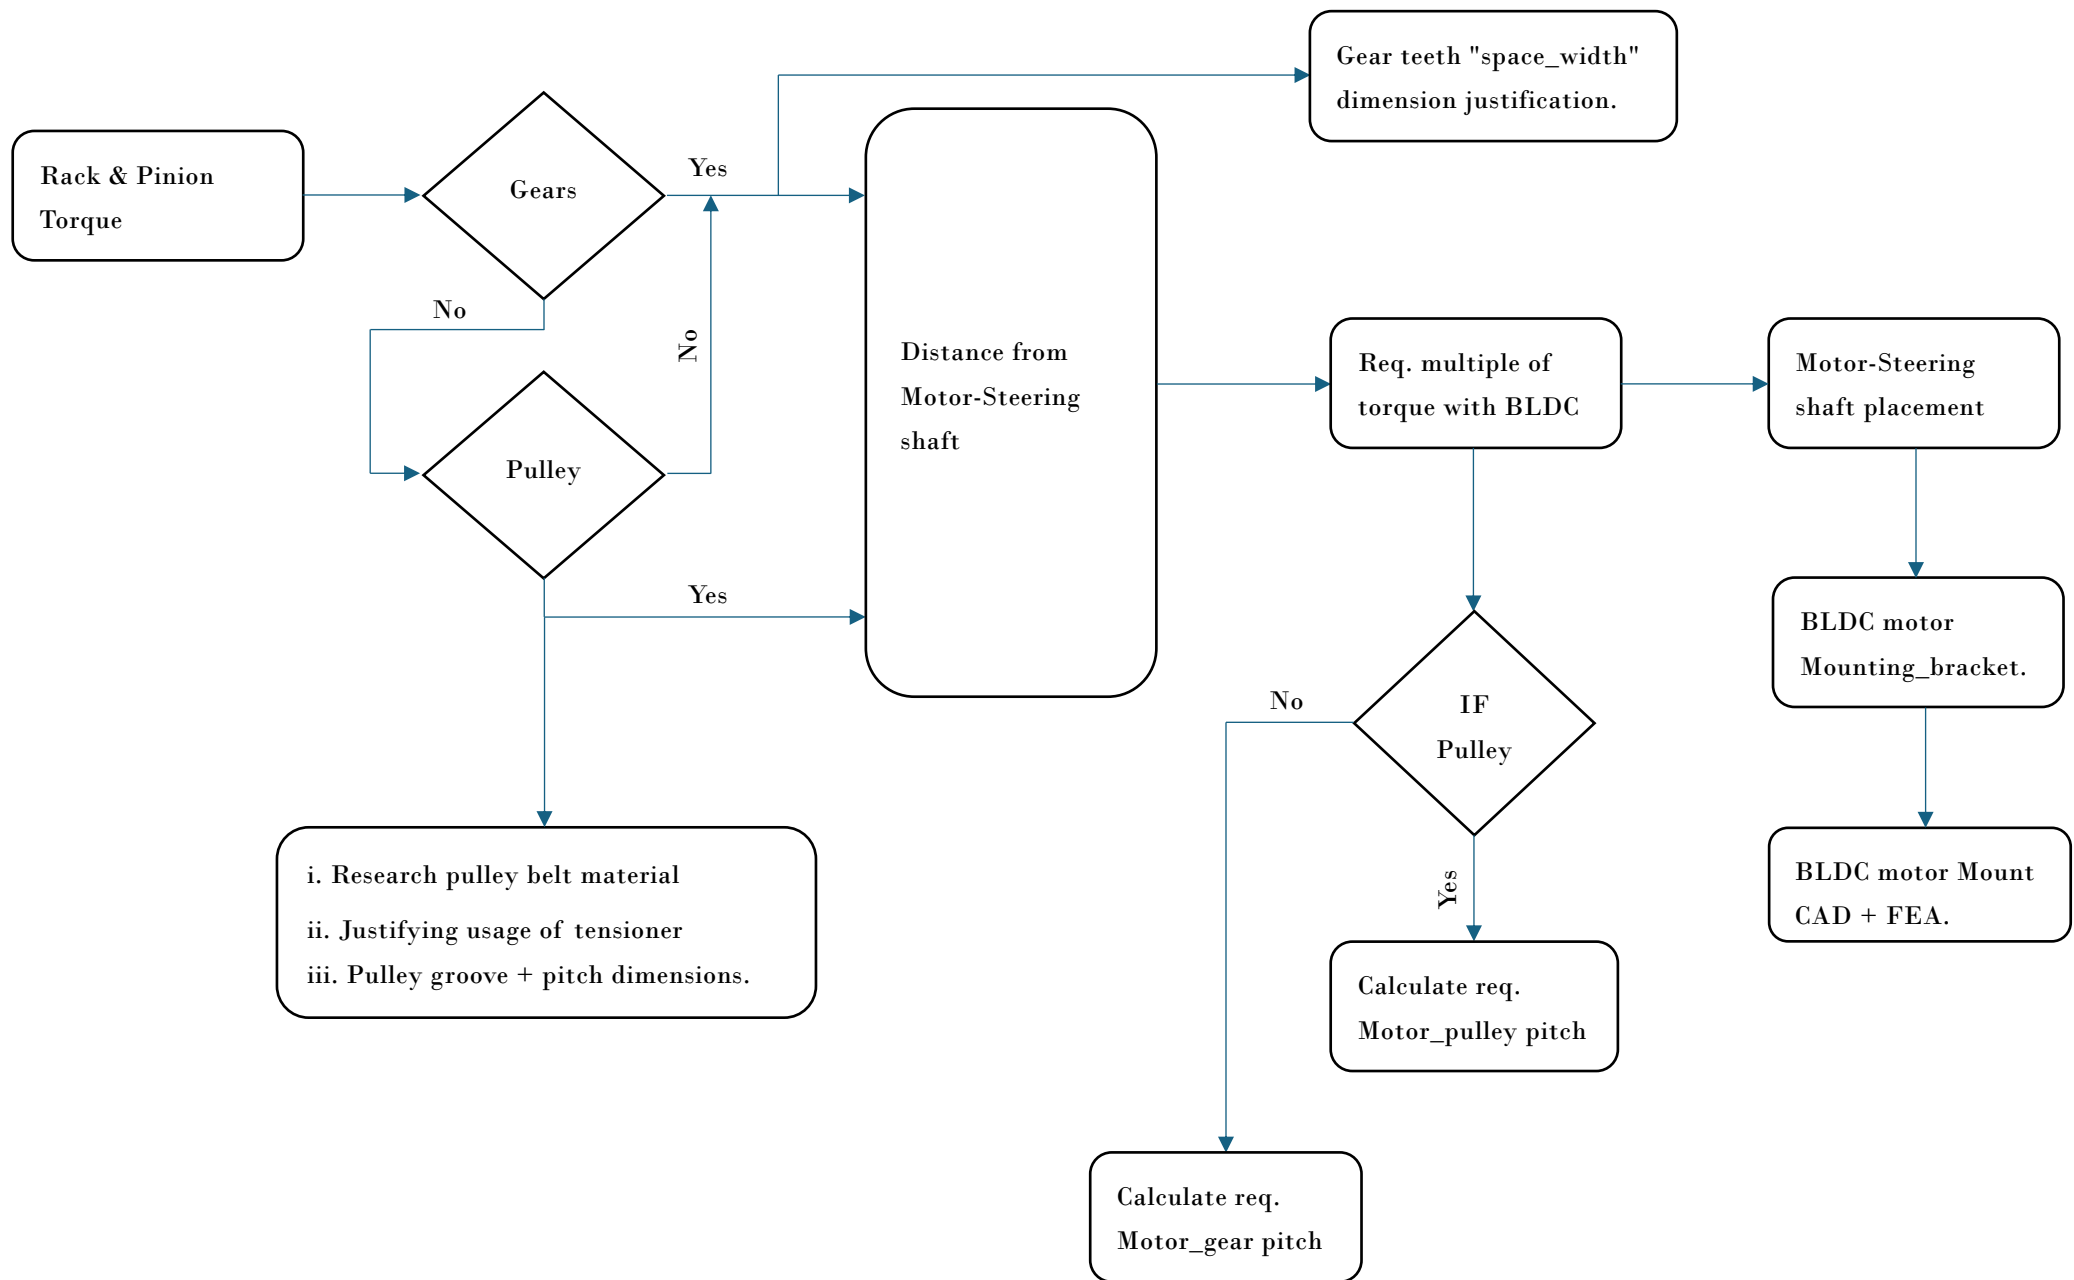 Gear teeth "space_width"
dimension justification.
Rack & Pinion
Torque
Gears
Yes
No
No
Pulley
Yes
Distance from
Motor-Steering
shaft
Req. multiple of
torque with BLDC
Motor-Steering
shaft placement
BLDC motor
Mounting_bracket.
BLDC motor Mount
CAD + FEA.
IF
Pulley
No
Yes
i. Research pulley belt material
ii. Justifying usage of tensioner
iii. Pulley groove + pitch dimensions.
Calculate req.
Motor_pulley pitch
Calculate req.
Motor_gear pitch